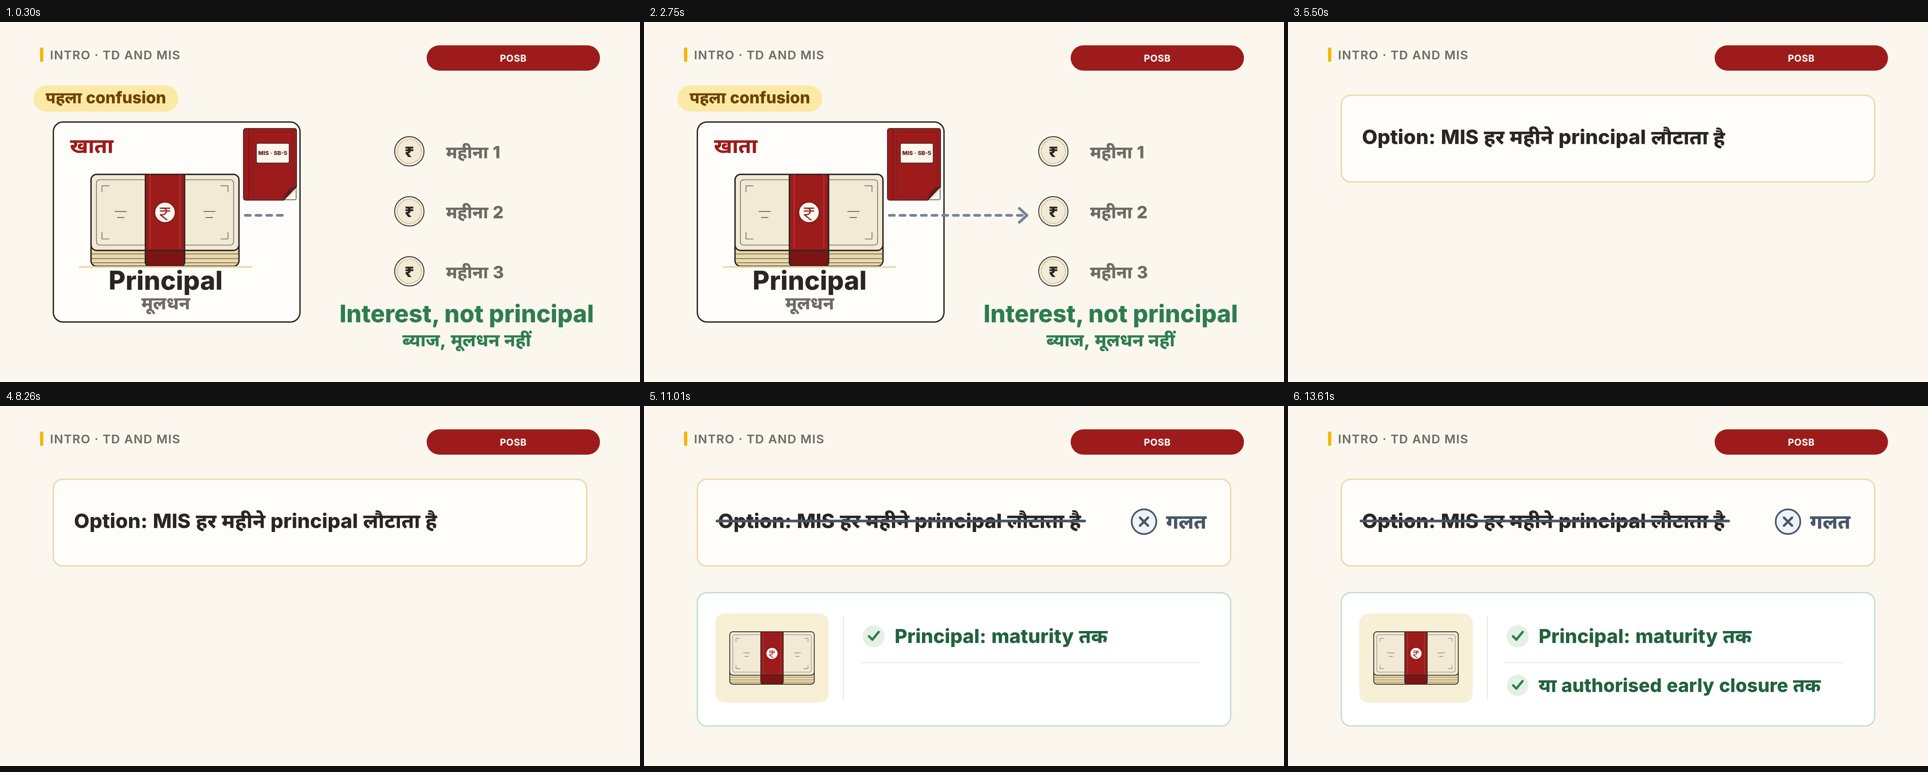 1. 0.30s
INTRO · TD AND MIS
POSB
पहला confusion
खाता
MIS · SB-5
₹
Principal
मूलधन
₹ महीना 1
₹ महीना 2
₹ महीना 3
Interest, not principal
ब्याज, मूलधन नहीं
2. 2.75s
INTRO · TD AND MIS
POSB
पहला confusion
खाता
MIS · SB-5
₹
Principal
मूलधन
₹ महीना 1
₹ महीना 2
₹ महीना 3
Interest, not principal
ब्याज, मूलधन नहीं
3. 5.50s
INTRO · TD AND MIS
POSB
Option: MIS हर महीने principal लौटाता है
4. 8.26s
INTRO · TD AND MIS
POSB
Option: MIS हर महीने principal लौटाता है
5. 11.01s
INTRO · TD AND MIS
POSB
Option: MIS हर महीने principal लौटाता है
गलत
₹
Principal: maturity तक
6. 13.61s
INTRO · TD AND MIS
POSB
Option: MIS हर महीने principal लौटाता है
गलत
₹
Principal: maturity तक
या authorised early closure तक